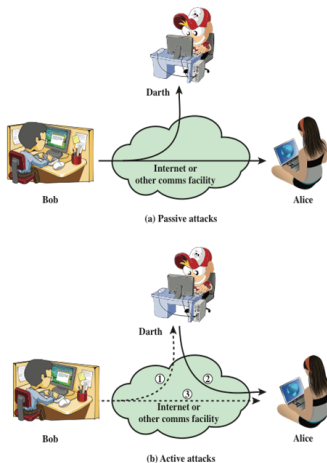 Darth
Internet or
other comms facility
Bob
Alice
(a) Passive attacks
Darth
1
2
3
Internet or
other comms facility
Bob
Alice
(b) Active attacks